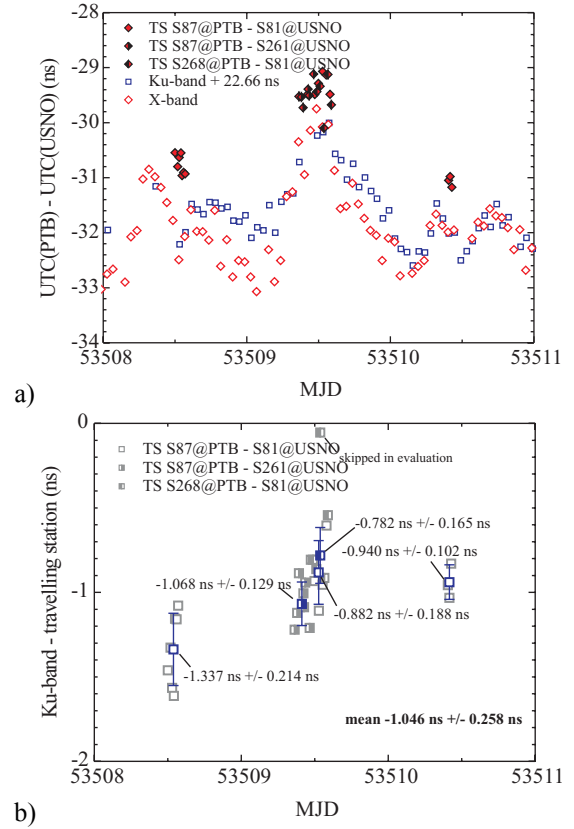 TS S87@PTB - S81@USNO
TS S87@PTB - S261@USNO
TS S268@PTB - S81@USNO
Ku-band + 22.66 ns
X-band
UTC(PTB) - UTC(USNO) (ns)
-28
-29
-30
-31
-32
-33
-34
53508
53509
53510
53511
MJD
a)
0
-1
-2
Ku-band - travelling station (ns)
TS S87@PTB - S81@USNO
TS S87@PTB - S261@USNO
TS S268@PTB - S81@USNO
skipped in evaluation
-0.782 ns +/- 0.165 ns
-0.940 ns +/- 0.102 ns
-1.068 ns +/- 0.129 ns
-0.882 ns +/- 0.188 ns
-1.337 ns +/- 0.214 ns
mean -1.046 ns +/- 0.258 ns
53508
53509
53510
53511
MJD
b)